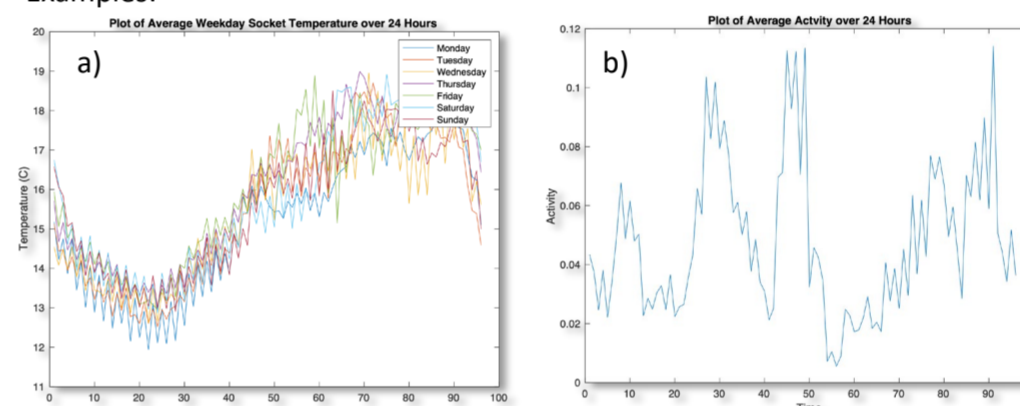 Examples:
Plot of Average Weekday Socket Temperature over 24 Hours
a)
Temperature (C)
20
19
18
17
16
15
14
13
12
11
0
10
20
30
40
50
60
70
80
90
100
Monday
Tuesday
Wednesday
Thursday
Friday
Saturday
Sunday
Plot of Average Actvity over 24 Hours
b)
Activity
0.12
0.1
0.08
0.06
0.04
0.02
0
0
10
20
30
40
50
60
70
80
90
Time